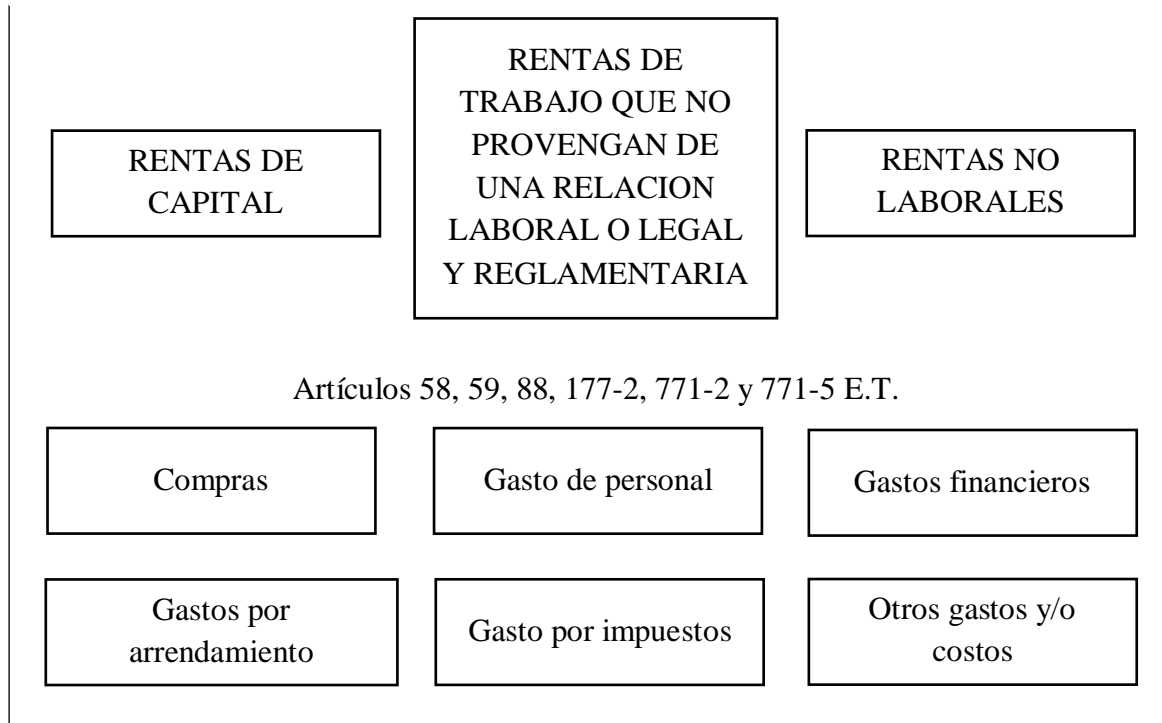 RENTAS DE
CAPITAL
RENTAS DE
TRABAJO QUE NO
PROVENGAN DE
UNA RELACION
LABORAL O LEGAL
Y REGLAMENTARIA
RENTAS NO
LABORALES
Artículos 58, 59, 88, 177-2, 771-2 y 771-5 E.T.
Compras
Gasto de personal
Gastos financieros
Gastos por
arrendamiento
Gasto por impuestos
Otros gastos y/o
costos